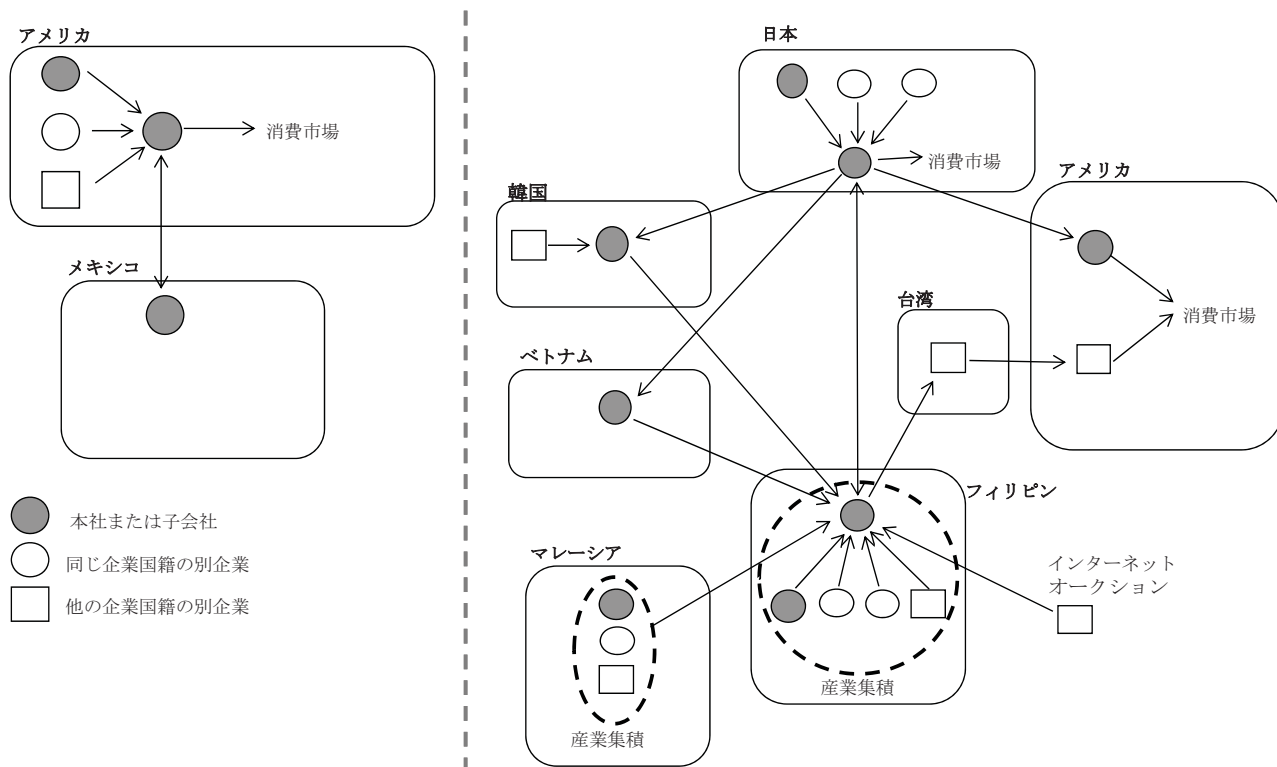 アメリカ
消費市場
メキシコ
本社または子会社
同じ企業国籍の別企業
他の企業国籍の別企業
日本
消費市場
韓国
アメリカ
消費市場
台湾
ベトナム
フィリピン
マレーシア
産業集積
産業集積
インターネット
オークション